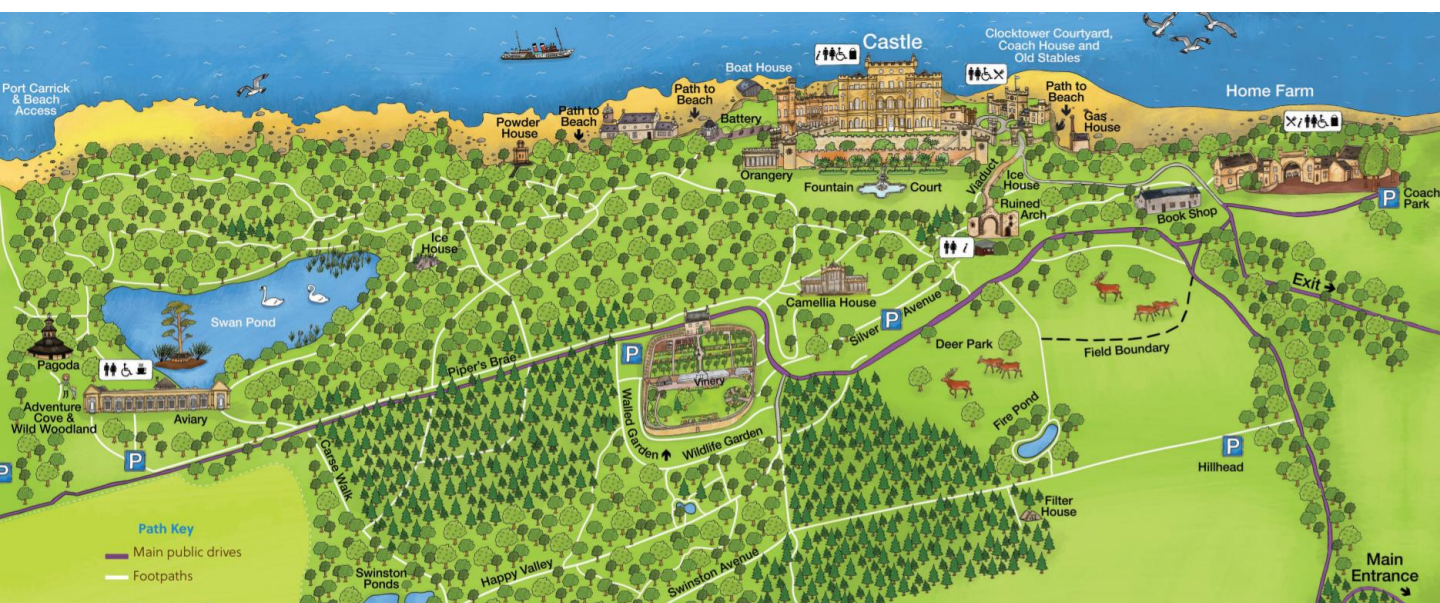 Port Carrick
& Beach
Access
Powder
House
Path to
Beach
Path to
Beach
Boat House
Battery
Castle
i
Clocktower Courtyard,
Coach House and
Old Stables
Path to
Beach
Gas
House
Home Farm
i
Orangery
Fountain
Court
Viaduct
Ice
House
Ruined
Arch
i
Book Shop
P
Coach
Park
Exit
Ice
House
Swan Pond
Camellia House
Silver Avenue
P
Deer Park
Field Boundary
Pagoda
Adventure
Cove &
Wild Woodland
Aviary
Piper's Brae
P
Vinery
Walled Garden
Wildlife Garden
Fire Pond
P
Hillhead
P
P
Carse Walk
Filter
House
Path Key
Main public drives
Footpaths
Swinston
Ponds
Happy Valley
Swinston Avenue
Main
Entrance